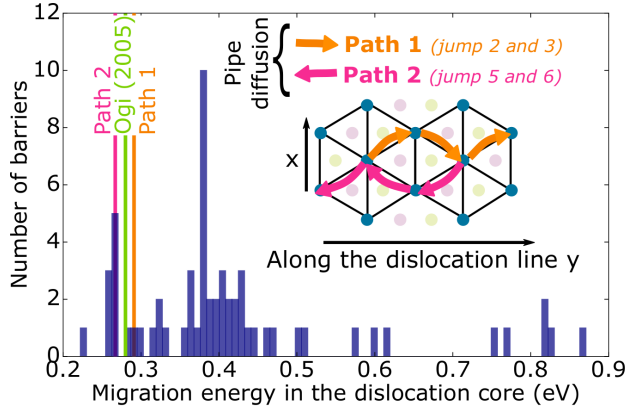 12
10
8
6
4
2
0
Number of barriers
Path 2
Ogi (2005)
Path 1
Pipe
diffusion
Path 1 (jump 2 and 3)
Path 2 (jump 5 and 6)
x
Along the dislocation line y
0.2 0.3 0.4 0.5 0.6 0.7 0.8 0.9
Migration energy in the dislocation core (eV)